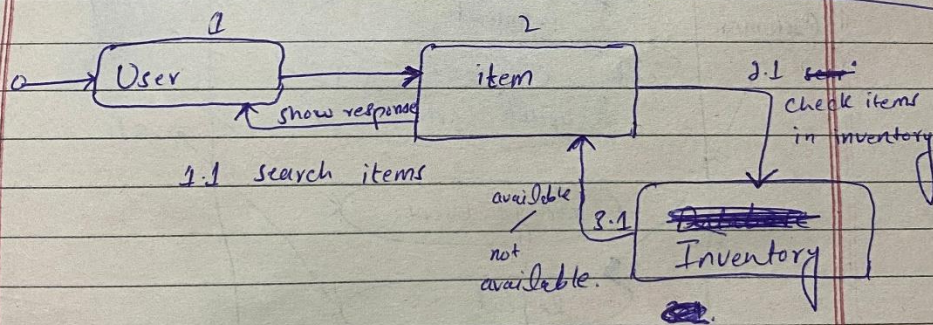 1
2
User
item
show response
1.1 search items
2.1
check items
in inventory
available
/
not
available.
3.1
Inventory